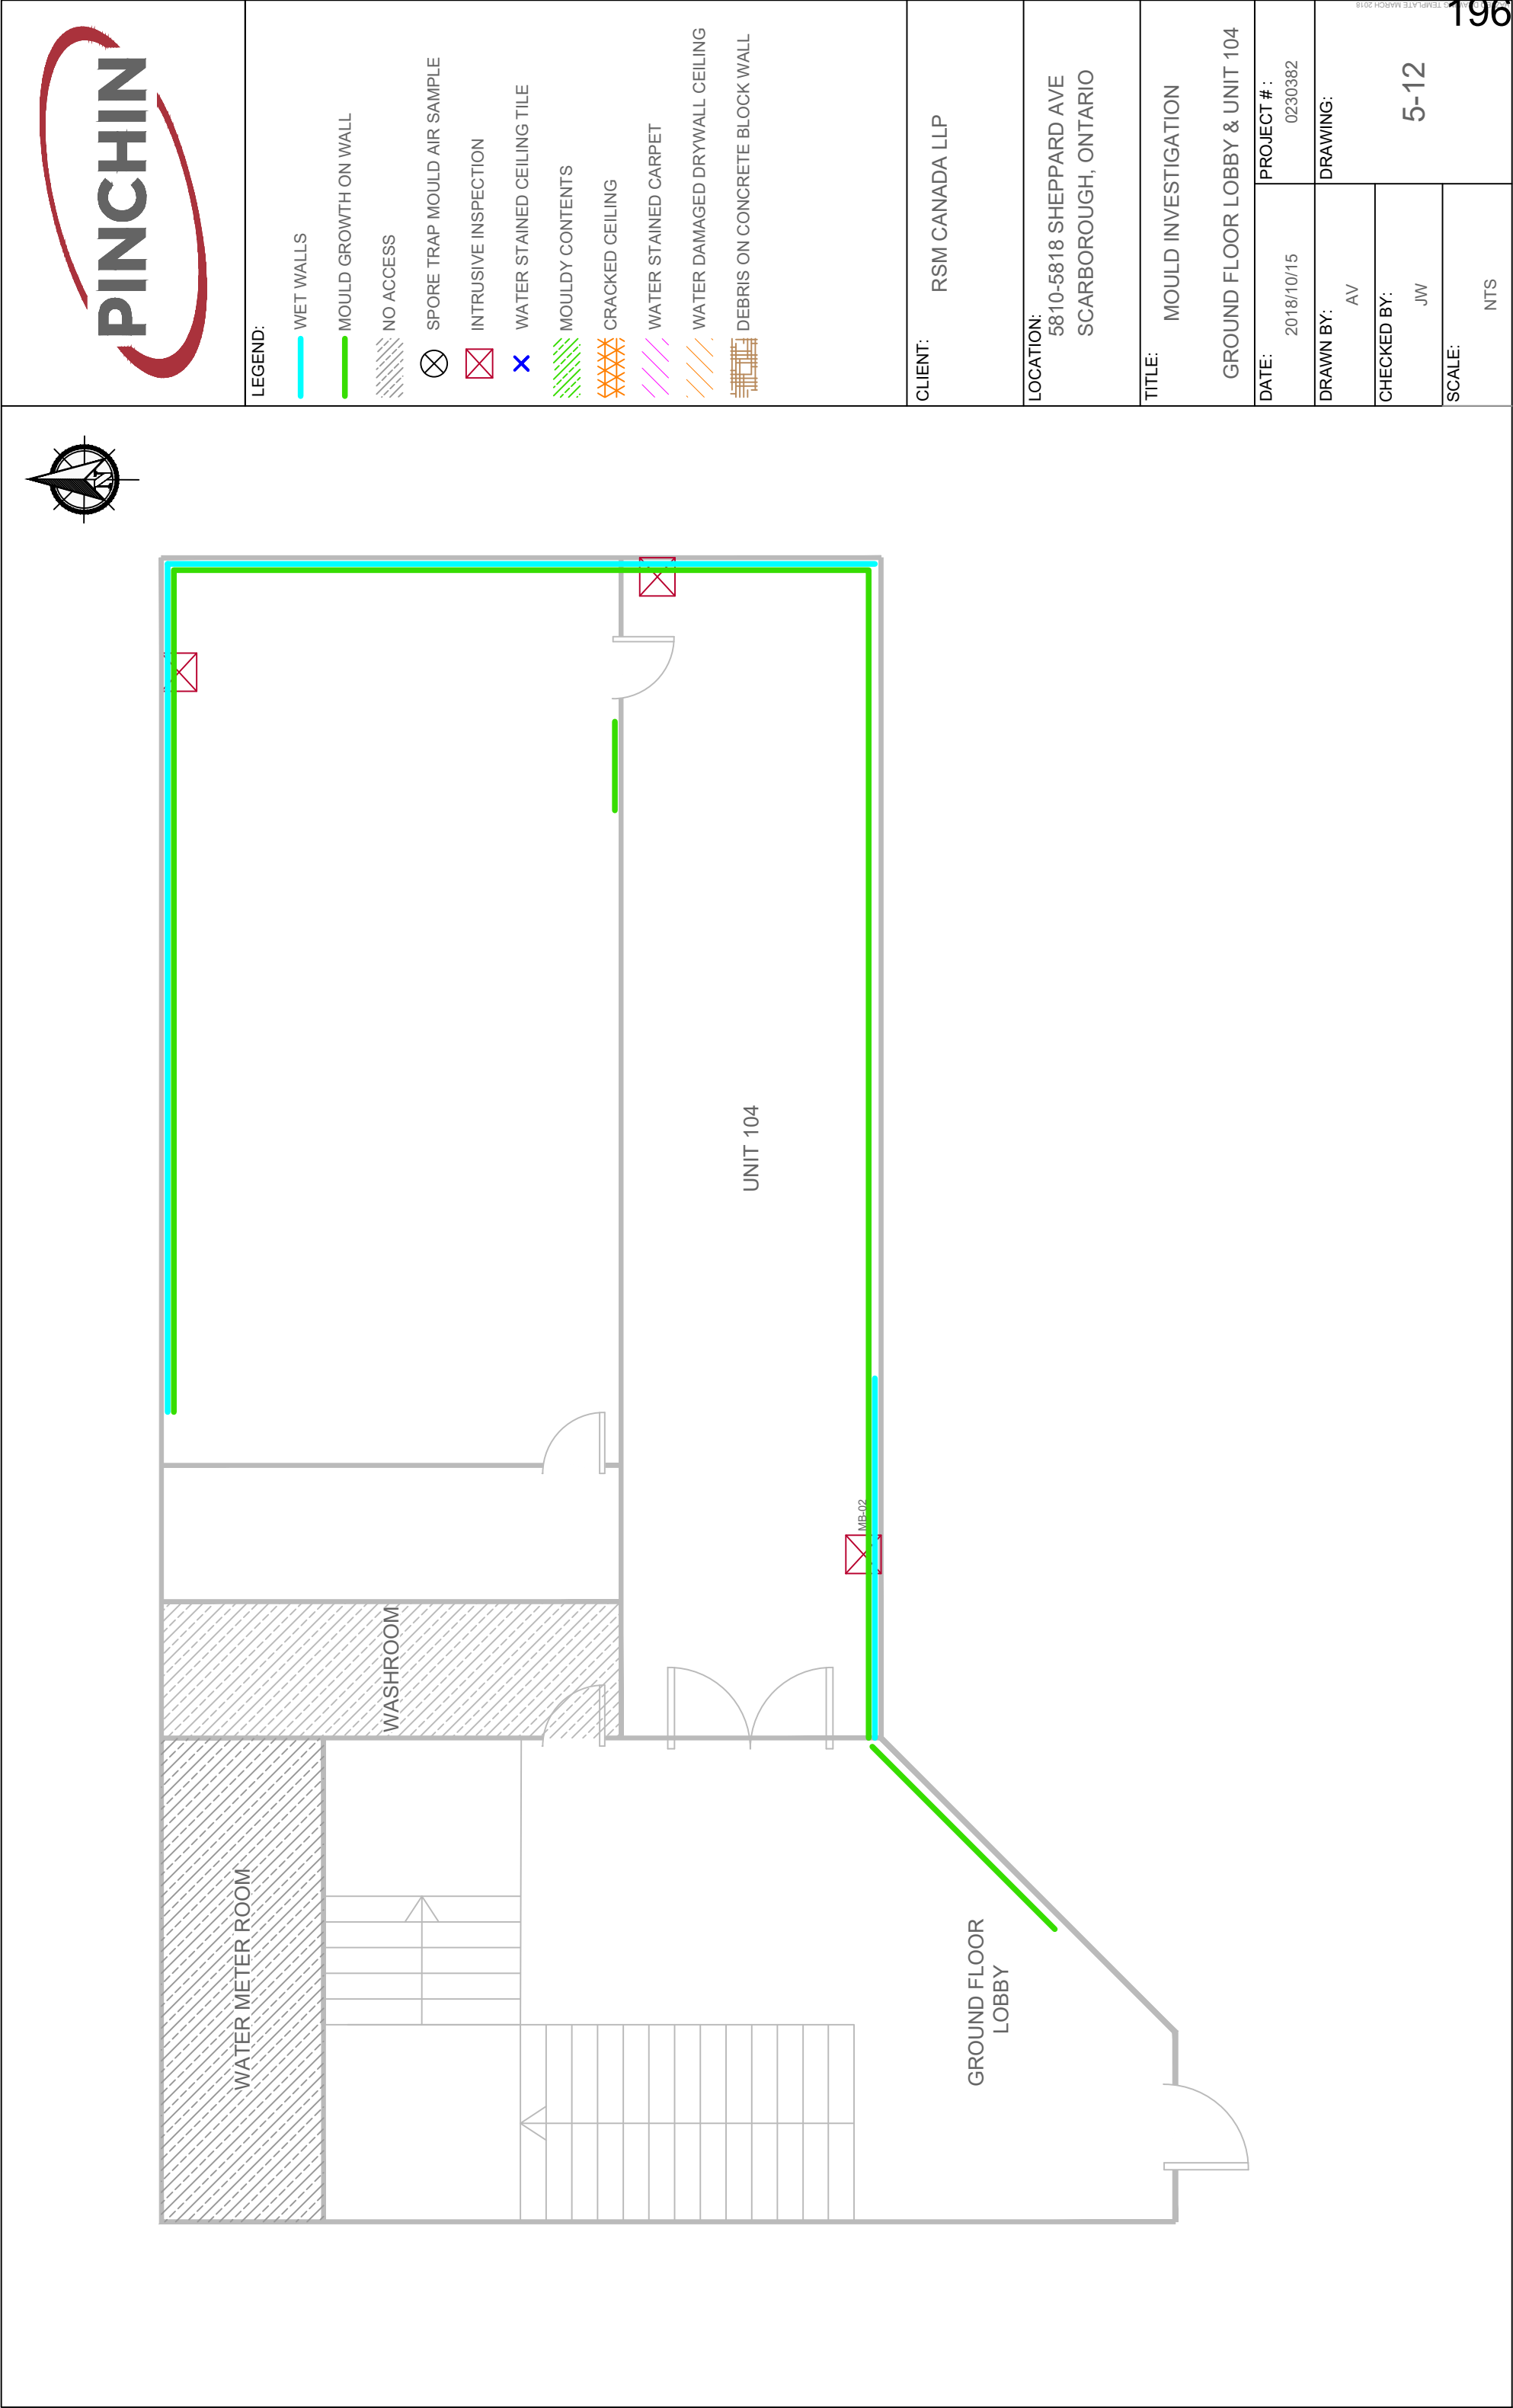 196
PINCHIN
LEGEND:
WET WALLS
MOULD GROWTH ON WALL
NO ACCESS
SPORE TRAP MOULD AIR SAMPLE
INTRUSIVE INSPECTION
WATER STAINED CEILING TILE
MOULDY CONTENTS
CRACKED CEILING
WATER STAINED CARPET
WATER DAMAGED DRYWALL CEILING
DEBRIS ON CONCRETE BLOCK WALL
CLIENT:
RSM CANADA LLP
LOCATION:
5810-5818 SHEPPARD AVE
SCARBOROUGH, ONTARIO
TITLE:
MOULD INVESTIGATION
GROUND FLOOR LOBBY & UNIT 104
DATE:
2018/10/15
PROJECT # :
0230382
DRAWN BY:
AV
CHECKED BY:
JW
SCALE:
NTS
DRAWING:
5-12
TEMPLATE MARCH 2018
N
UNIT 104
MB-02
WASHROOM
WATER METER ROOM
GROUND FLOOR
LOBBY